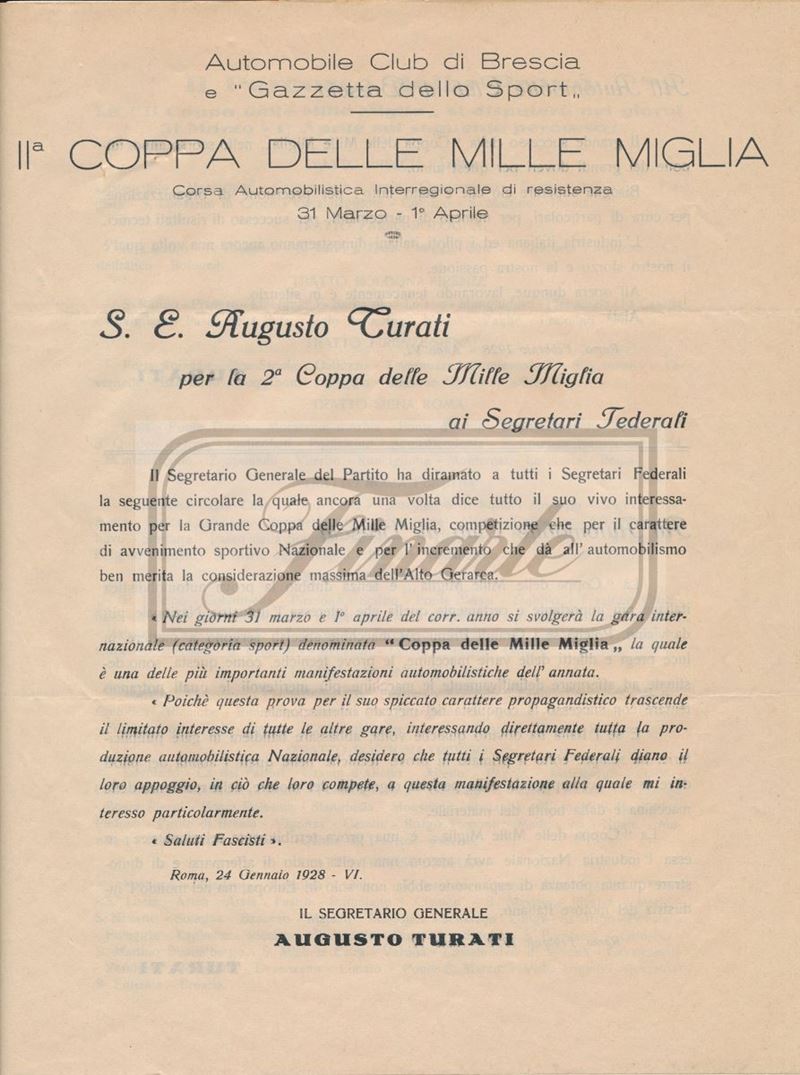 Automobile Club di Brescia
e "Gazzetta dello Sport„
IIª COPPA DELLE MILLE MIGLIA
Corsa Automobilistica Interregionale di resistenza
31 Marzo - 1° Aprile
S. E. Augusto Turati
per la 2ª Coppa delle Mille Miglia
ai Segretari Federali
Il Segretario Generale del Partito ha diramato a tutti i Segretari Federali
la seguente circolare la quale ancora una volta dice tutto il suo vivo interessa-
mento per la Grande Coppa delle Mille Miglia, competizione che per il carattere
di avvenimento sportivo Nazionale e per l'incremento che dà all'automobilismo
ben merita la considerazione massima dell'Alto Gerarca.
Finarte
« Nei giorni 31 marzo e 1° aprile del corr. anno si svolgerà la gara inter-
nazionale (categoria sport) denominata "Coppa delle Mille Miglia„ la quale
è una delle più importanti manifestazioni automobilistiche dell'annata.
« Poichè questa prova per il suo spiccato carattere propagandistico trascende
il limitato interesse di tutte le altre gare, interessando direttamente tutta la pro-
duzione automobilistica Nazionale, desidero che tutti i Segretari Federali diano il
loro appoggio, in ciò che loro compete, a questa manifestazione alla quale mi in-
teresso particolarmente.
« Saluti Fascisti ».
Roma, 24 Gennaio 1928 - VI.
IL SEGRETARIO GENERALE
AUGUSTO TURATI